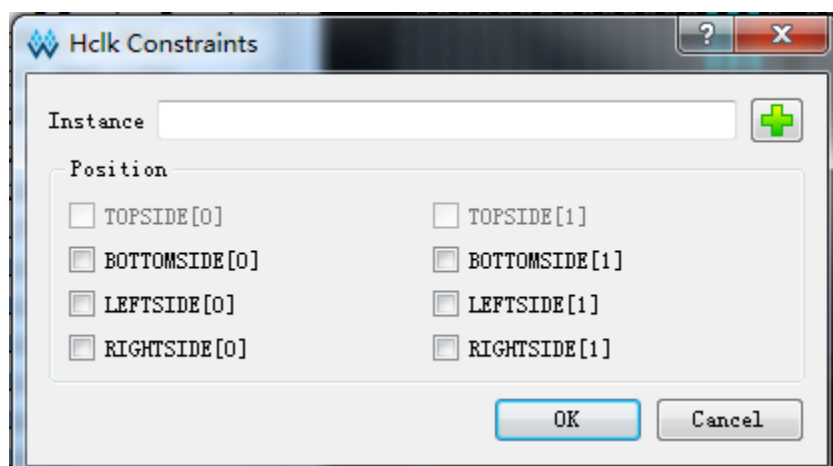 Hclk Constraints
?
Instance
Position
TOPSIDE[0] TOPSIDE[1]
BOTTOMSIDE[0] BOTTOMSIDE[1]
LEFTSIDE[0] LEFTSIDE[1]
RIGHTSIDE[0] RIGHTSIDE[1]
OK Cancel